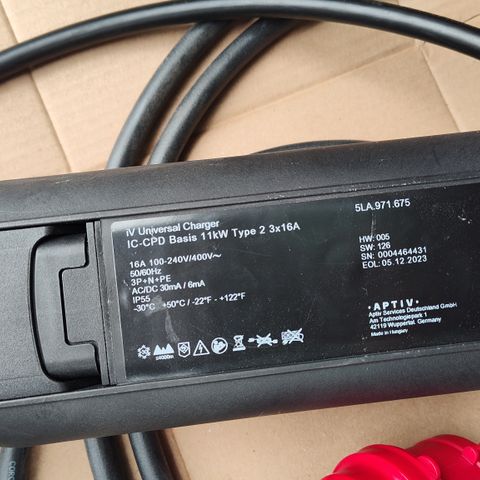 iV Universal Charger
IC-CPD Basis 11kW Type 2 3x16A
16A 100-240V/400V~
50/60Hz
3P+N+PE
AC/DC 30mA / 6mA
IP55
-30°C +50°C / -22°F - +122°F
≤4000m
5LA.971.675
HW: 005
SW: 126
SN: 0004464431
EOL: 05.12.2023
· A P T I V ·
Aptiv Services Deutschland GmbH
Am Technologiepark 1
42119 Wuppertal, Germany
Made in Hungary